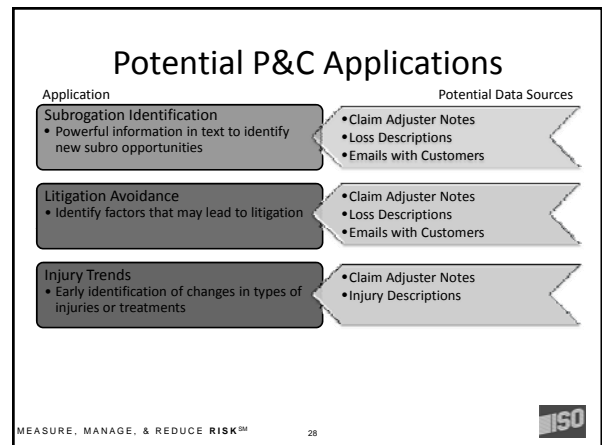 Potential P&C Applications
Application
Potential Data Sources
Subrogation Identification
• Powerful information in text to identify
new subro opportunities
•Claim Adjuster Notes
•Loss Descriptions
•Emails with Customers
Litigation Avoidance
• Identify factors that may lead to litigation
•Claim Adjuster Notes
•Loss Descriptions
•Emails with Customers
Injury Trends
• Early identification of changes in types of
injuries or treatments
•Claim Adjuster Notes
•Injury Descriptions
MEASURE, MANAGE, & REDUCE RISK℠
28
ISO